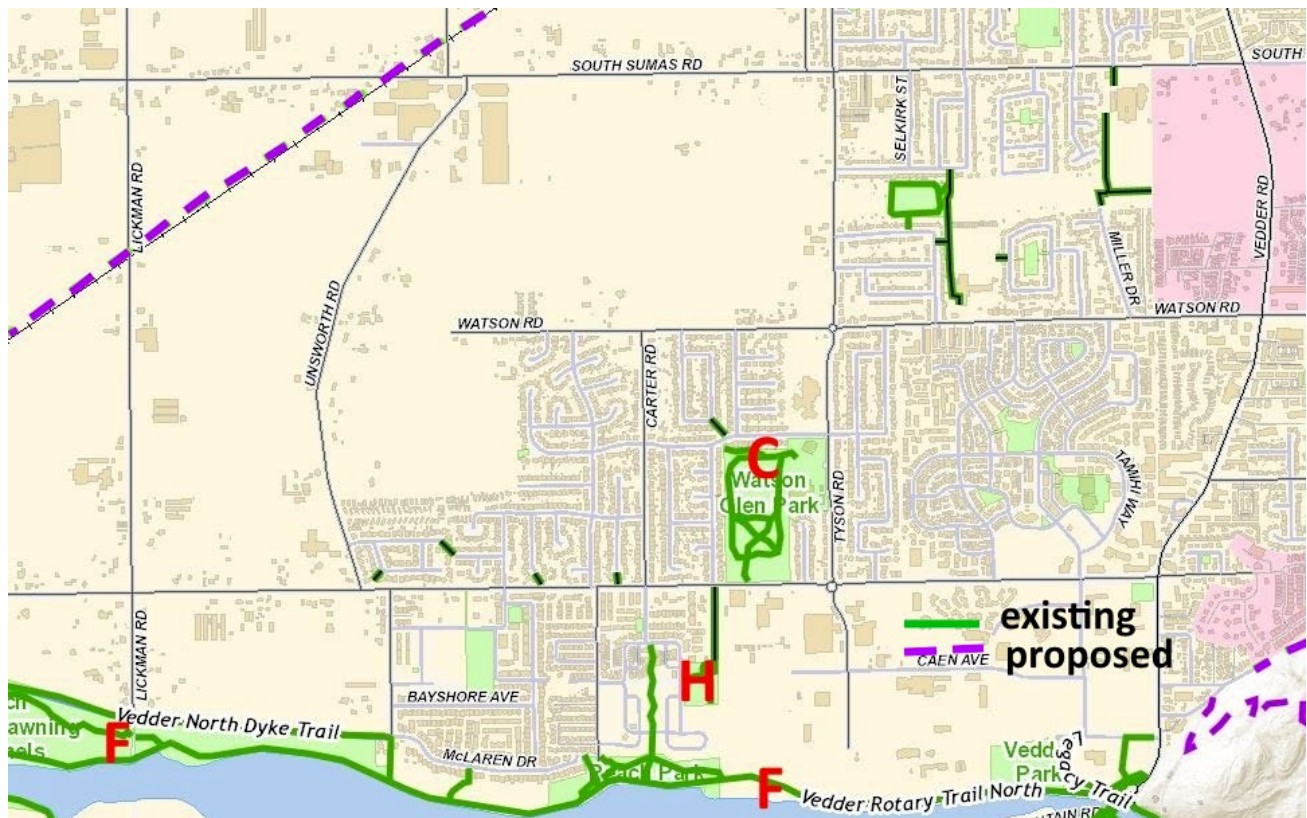 SOUTH SUMAS RD
SOUTH
SELKIRK ST
LICKMAN RD
VEDDER RD
MILLER DR
UNSWORTH RD
WATSON RD
WATSON RD
CARTER RD
C
Watson
Glen Park
TYSON RD
TAMIHI WAY
existing
proposed
CAEN AVE
LICKMAN RD
H
BAYSHORE AVE
Vedder North Dyke Trail
F
McLAREN DR
Park
F
Vedder Rotary Trail North
Park
Legacy Trail